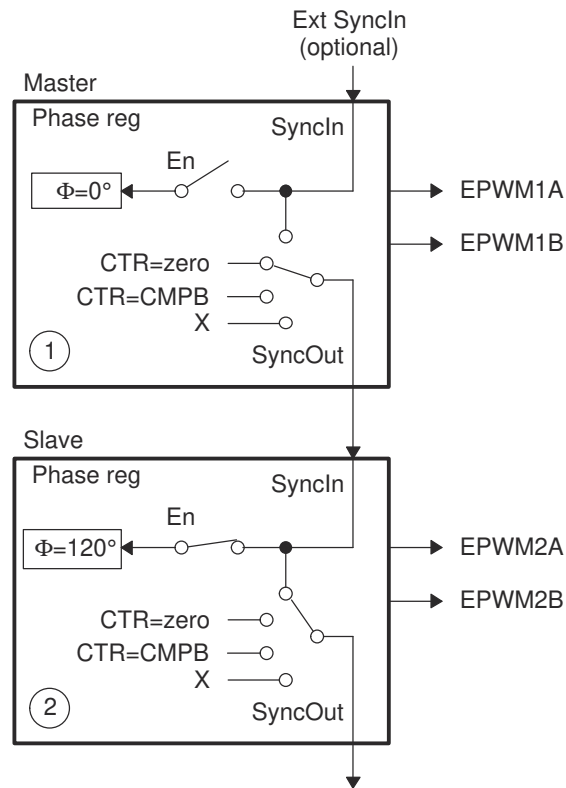 Ext SyncIn
(optional)
Master
Phase reg
SyncIn
En
Φ=0°
EPWM1A
EPWM1B
CTR=zero
CTR=CMPB
X
1
SyncOut
Slave
Phase reg
SyncIn
En
Φ=120°
EPWM2A
EPWM2B
CTR=zero
CTR=CMPB
X
2
SyncOut